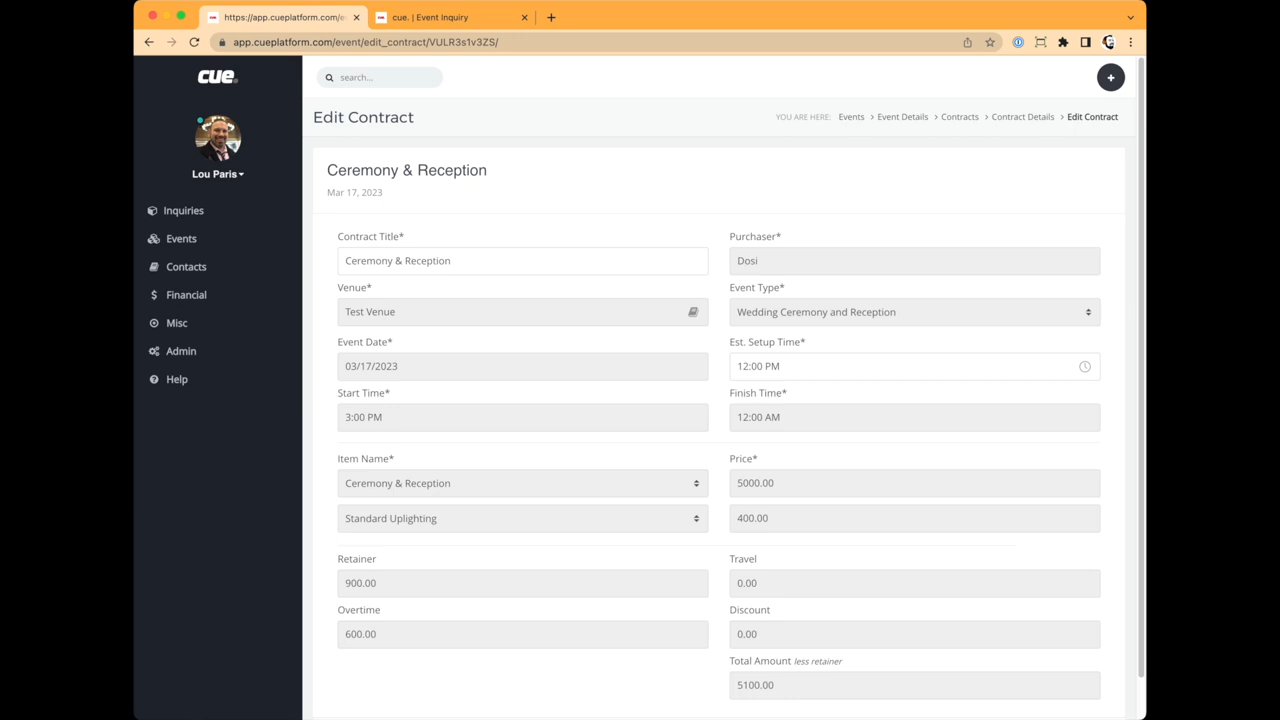 https://app.cueplatform.com/e
cue. | Event Inquiry
app.cueplatform.com/event/edit_contract/VULR3s1v3ZS/
cue.
search...
Edit Contract
YOU ARE HERE: Events > Event Details > Contracts > Contract Details > Edit Contract
Lou Paris
Inquiries
Events
Contacts
Financial
Misc
Admin
Help
Ceremony & Reception
Mar 17, 2023
Contract Title*
Purchaser*
Ceremony & Reception
Dosi
Venue*
Event Type*
Test Venue
Wedding Ceremony and Reception
Event Date*
Est. Setup Time*
03/17/2023
12:00 PM
Start Time*
Finish Time*
3:00 PM
12:00 AM
Item Name*
Price*
Ceremony & Reception
5000.00
Standard Uplighting
400.00
Retainer
Travel
900.00
0.00
Overtime
Discount
600.00
0.00
Total Amount less retainer
5100.00